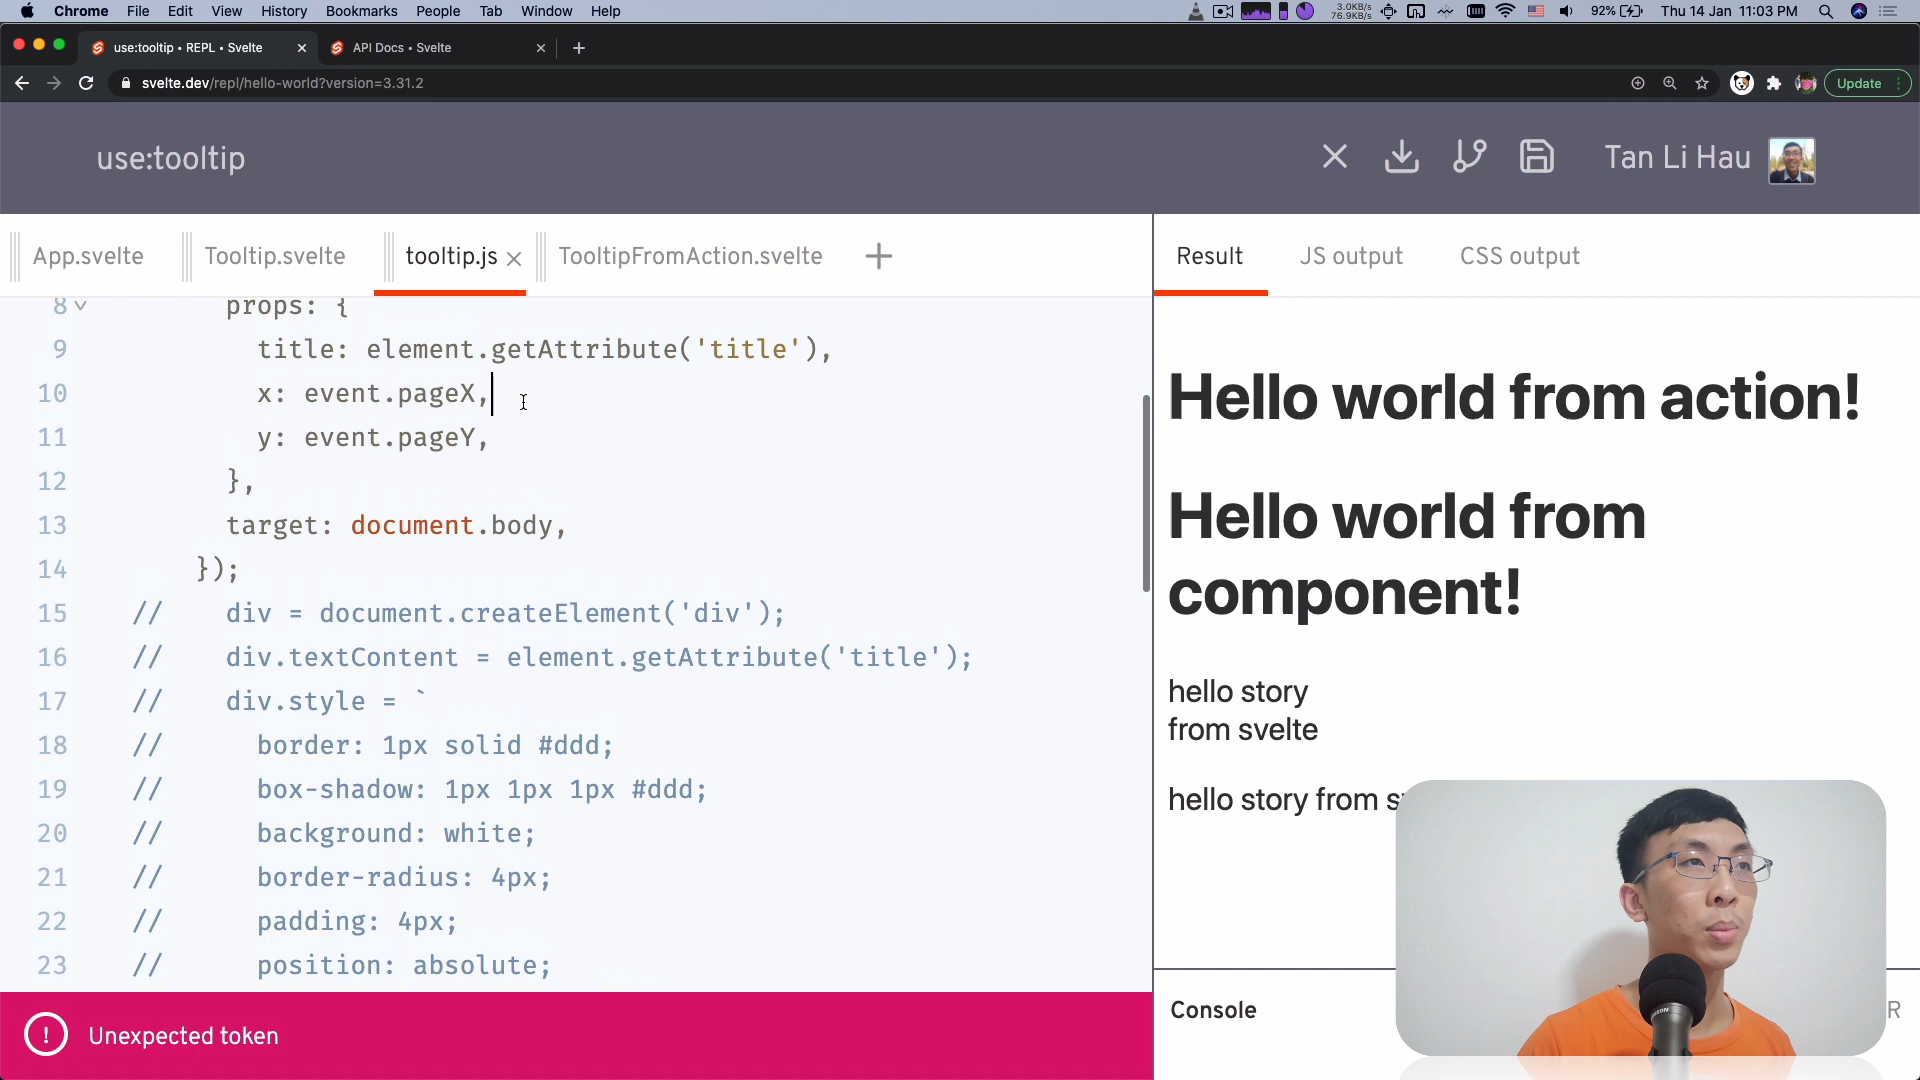 Chrome File Edit View History Bookmarks People Tab Window Help
3.0KB/s
76.9KB/s
92% Thu 14 Jan 11:03 PM
use:tooltip • REPL • Svelte
API Docs • Svelte
svelte.dev/repl/hello-world?version=3.31.2
Update
use:tooltip
Tan Li Hau
App.svelte
Tooltip.svelte
tooltip.js
TooltipFromAction.svelte
Result
JS output
CSS output
8 props: {
9 title: element.getAttribute('title'),
10 x: event.pageX,
11 y: event.pageY,
12 },
13 target: document.body,
14 });
15 // div = document.createElement('div');
16 // div.textContent = element.getAttribute('title');
17 // div.style = `
18 // border: 1px solid #ddd;
19 // box-shadow: 1px 1px 1px #ddd;
20 // background: white;
21 // border-radius: 4px;
22 // padding: 4px;
23 // position: absolute;
! Unexpected token
Hello world from action!
Hello world from
component!
hello story
from svelte
hello story from
Console
R